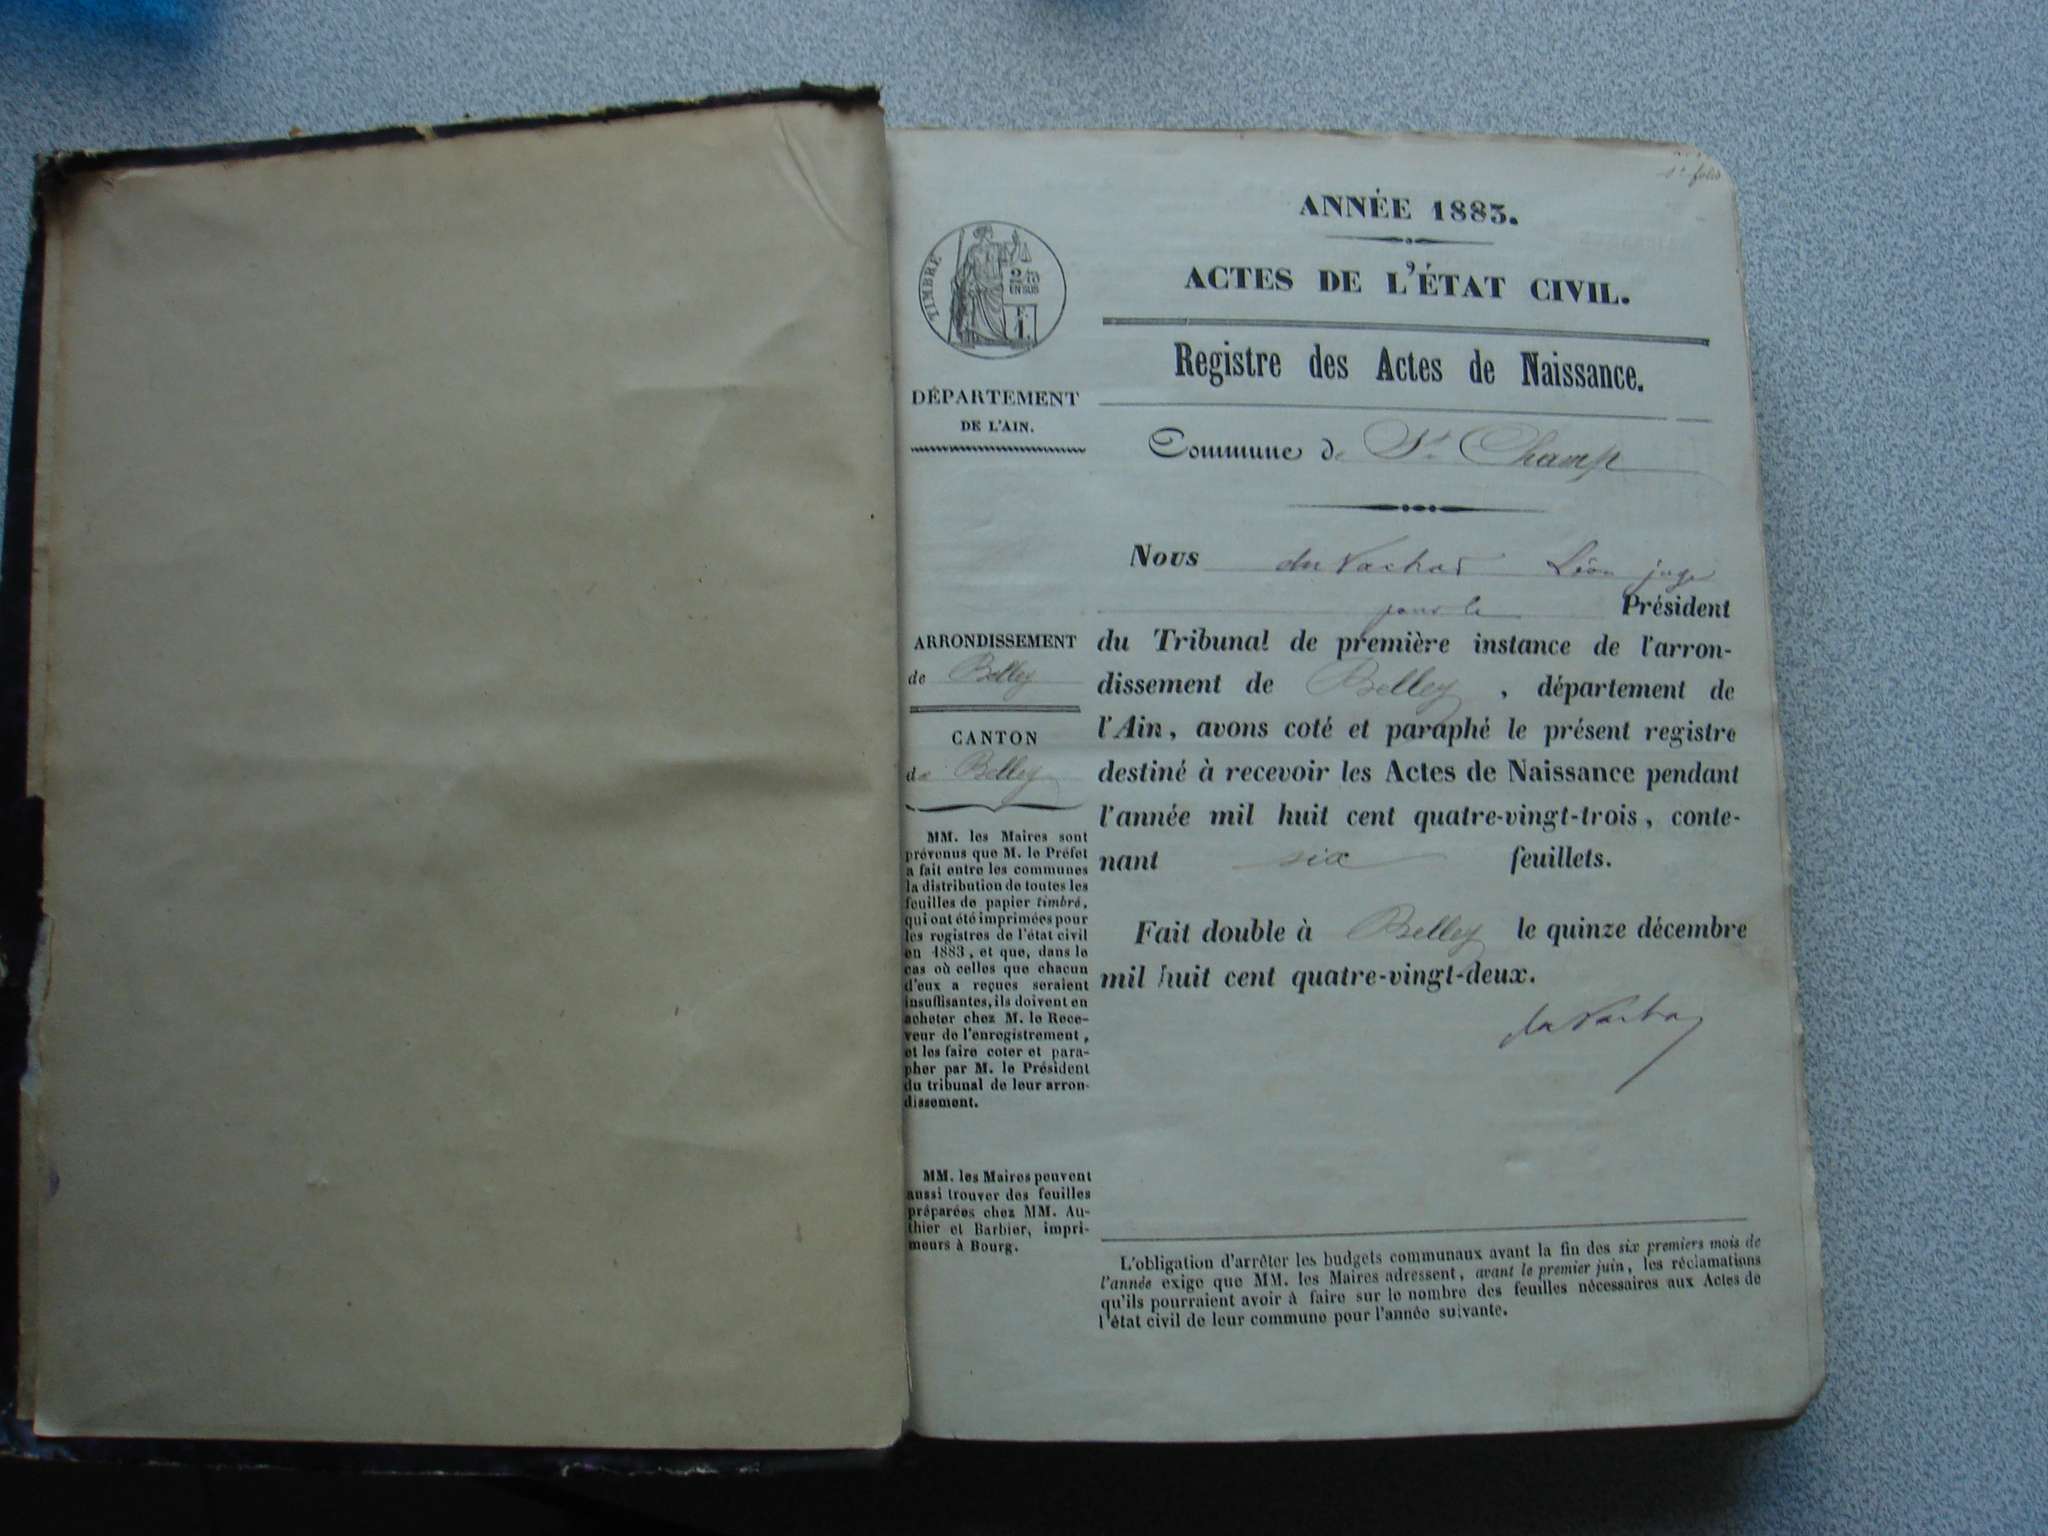 1er folio
ANNÉE 1883.
ACTES DE L'ÉTAT CIVIL.
Registre des Actes de Naissance.
Commune de St Champ
TIMBRE
2/10
EN SUS
F.
1.
DÉPARTEMENT
DE L'AIN.
ARRONDISSEMENT
de Belley
CANTON
de Belley
MM. les Maires sont
prévenus que M. le Préfet
a fait entre les communes
la distribution de toutes les
feuilles de papier timbré,
qui ont été imprimées pour
les registres de l'état civil
en 1883, et que, dans le
cas où celles que chacun
d'eux a reçues seraient
insuffisantes, ils doivent en
acheter chez M. le Rece-
veur de l'enregistrement,
et les faire coter et para-
pher par M. le Président
du tribunal de leur arron-
dissement.
MM. les Maires peuvent
aussi trouver des feuilles
préparées chez MM. Au-
thier et Barbier, impri-
meurs à Bourg.
Nous du Vachat Léon juge
pour le Président
du Tribunal de première instance de l'arron-
dissement de Belley, département de
l'Ain, avons coté et paraphé le présent registre
destiné à recevoir les Actes de Naissance pendant
l'année mil huit cent quatre-vingt-trois, conte-
nant six feuillets.
Fait double à Belley le quinze décembre
mil huit cent quatre-vingt-deux.
du Vachat
L'obligation d'arrêter les budgets communaux avant la fin des six premiers mois de
l'année exige que MM. les Maires adressent, avant le premier juin, les réclamations
qu'ils pourraient avoir à faire sur le nombre des feuilles nécessaires aux Actes de
l'état civil de leur commune pour l'année suivante.